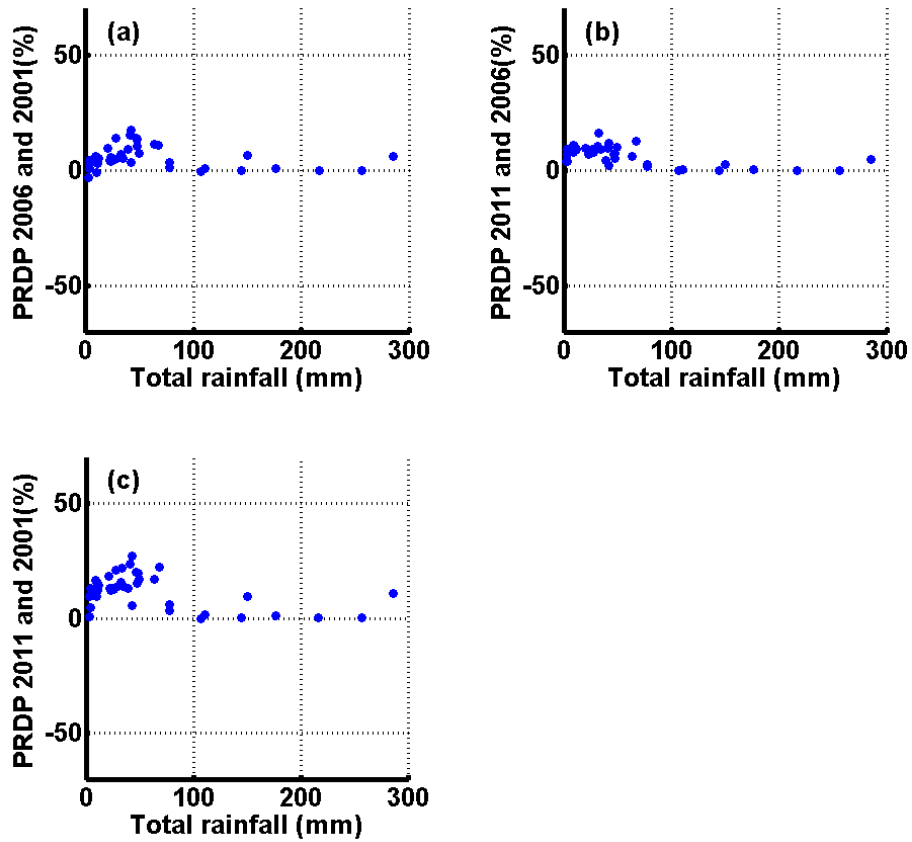 (a)
PRDP 2006 and 2001(%)
50
0
-50
0 100 200 300
Total rainfall (mm)
(b)
PRDP 2011 and 2006(%)
50
0
-50
0 100 200 300
Total rainfall (mm)
(c)
PRDP 2011 and 2001(%)
50
0
-50
0 100 200 300
Total rainfall (mm)